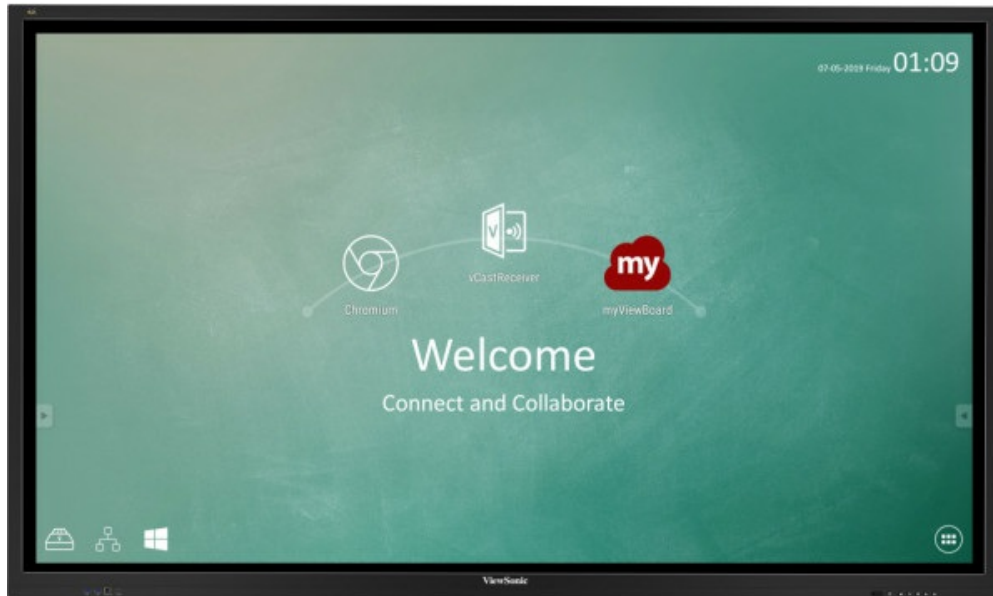 07-05-2019 Friday 01:09
V
vCastReceiver
my
Chromium
myViewBoard
Welcome
Connect and Collaborate
ViewSonic